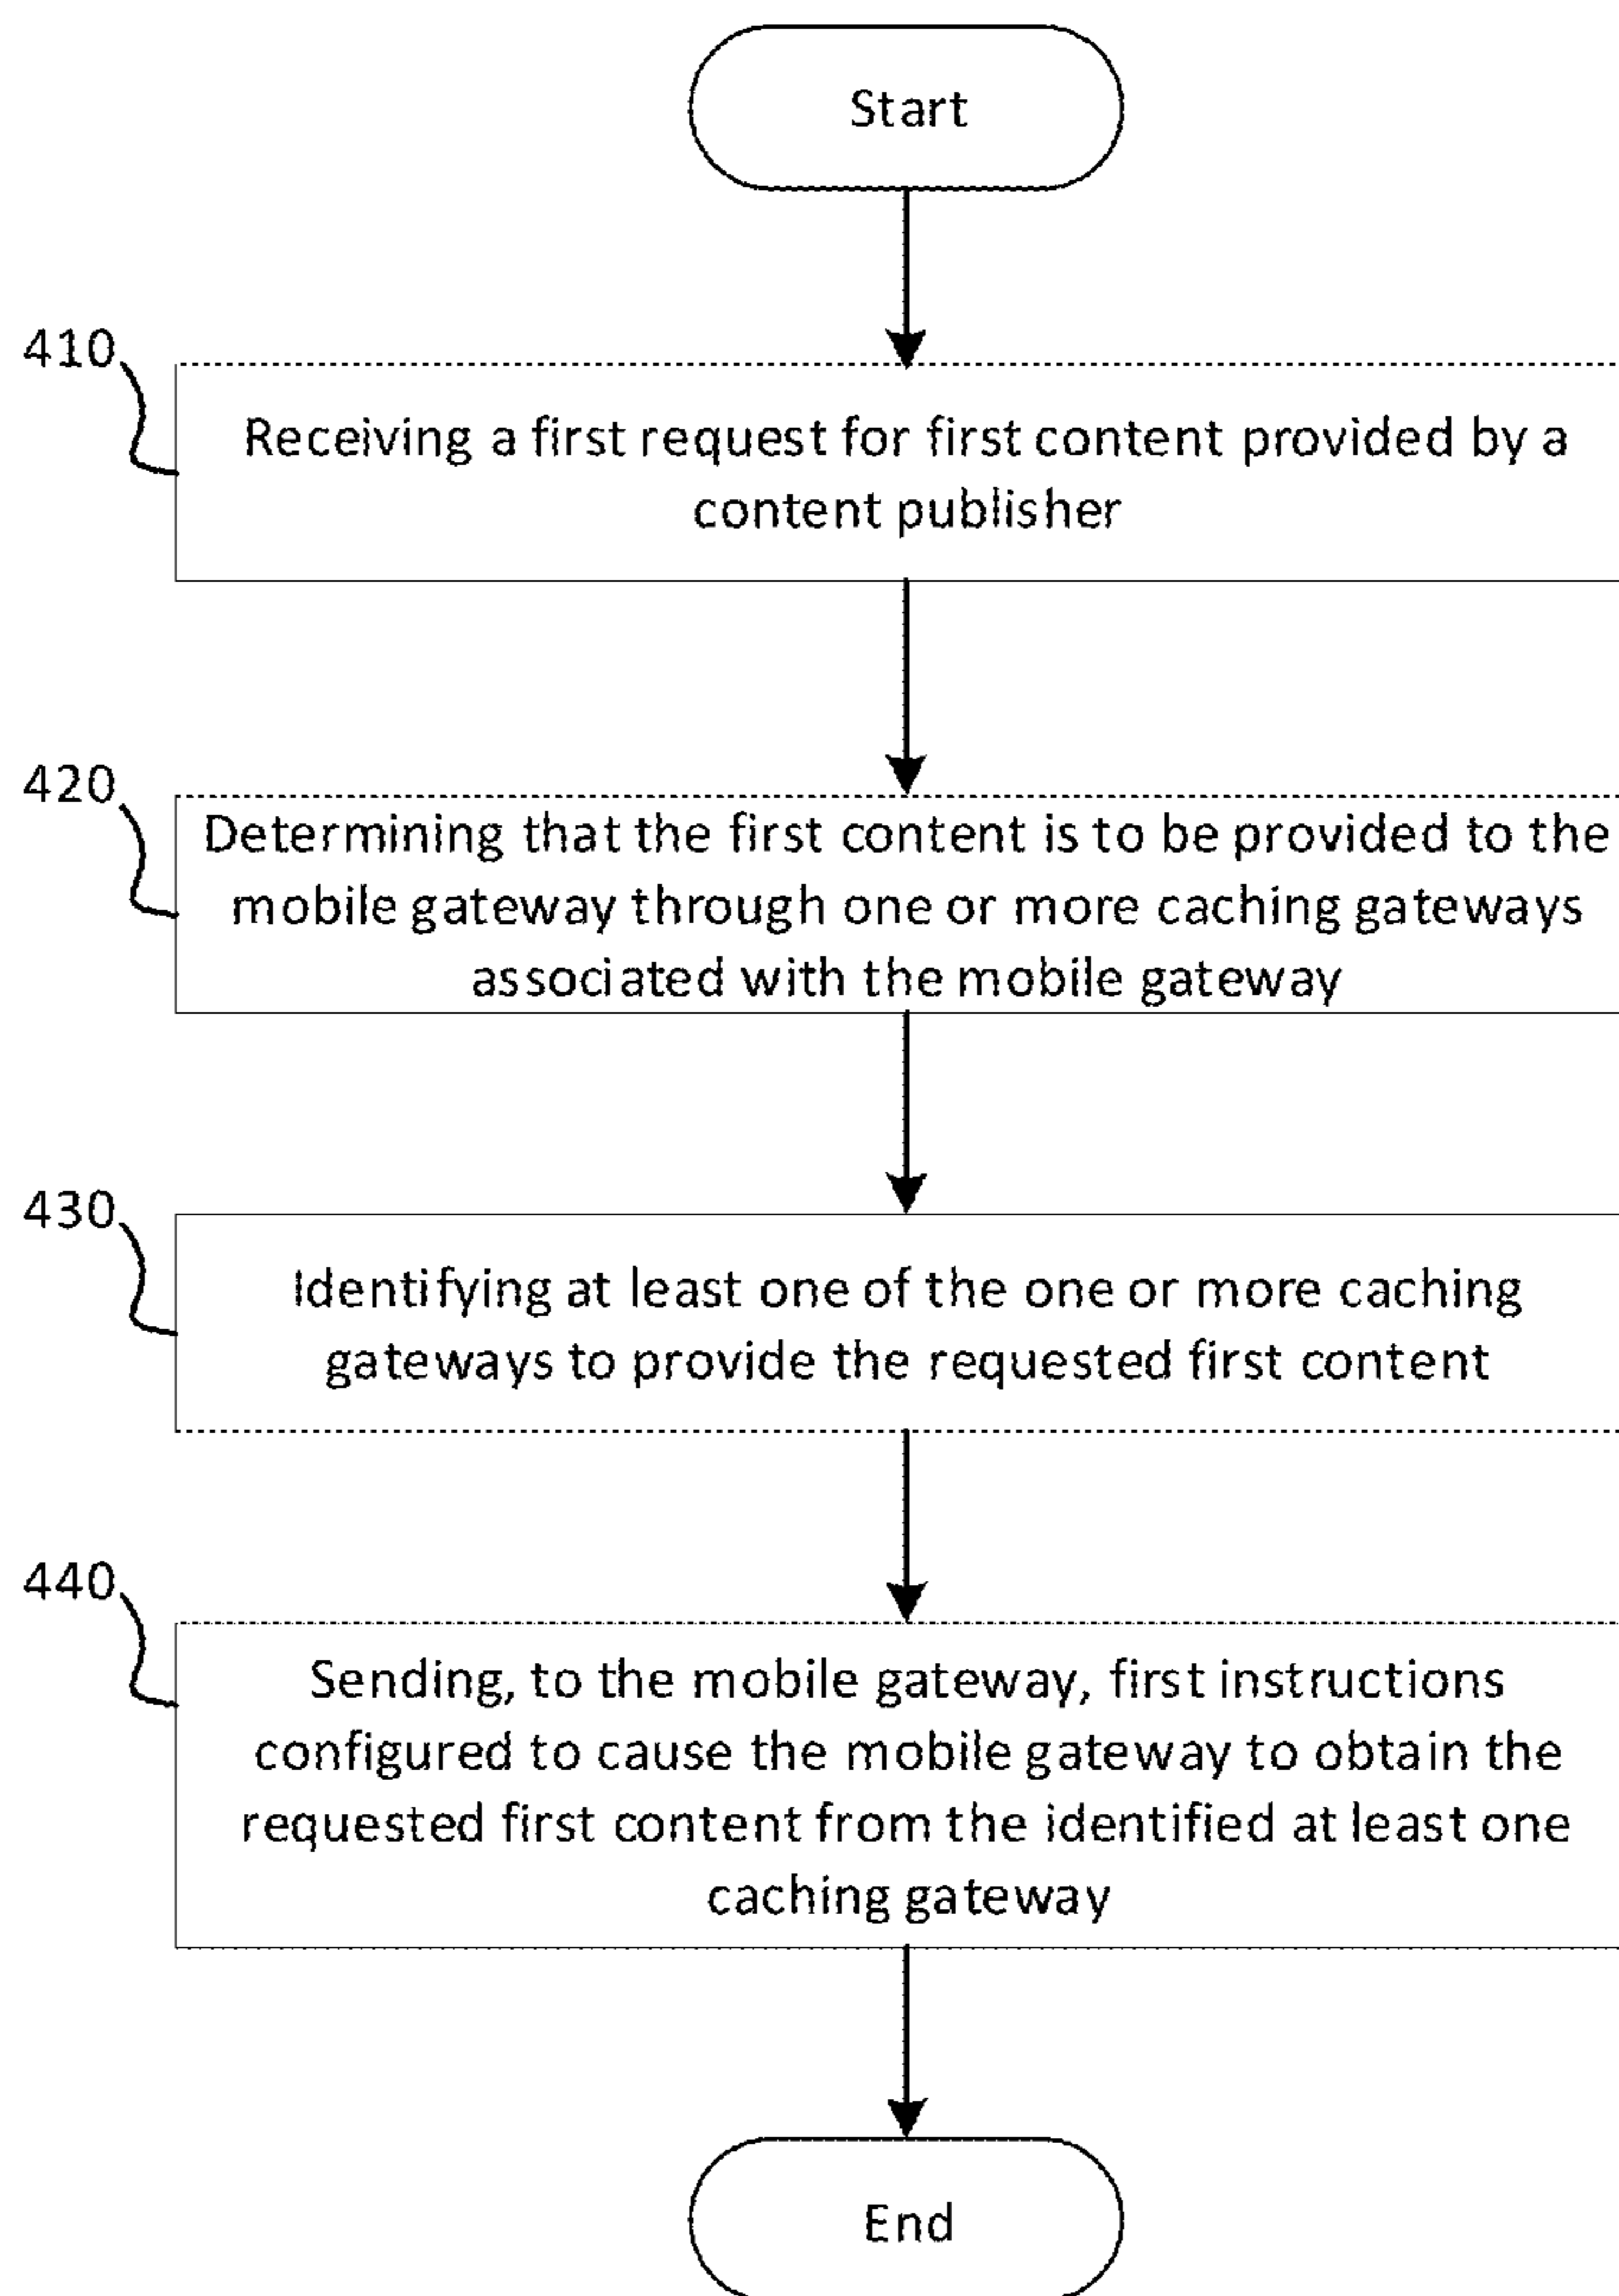 Start
410
Receiving a first request for first content provided by a
content publisher
420
Determining that the first content is to be provided to the
mobile gateway through one or more caching gateways
associated with the mobile gateway
430
Identifying at least one of the one or more caching
gateways to provide the requested first content
440
Sending, to the mobile gateway, first instructions
configured to cause the mobile gateway to obtain the
requested first content from the identified at least one
caching gateway
End